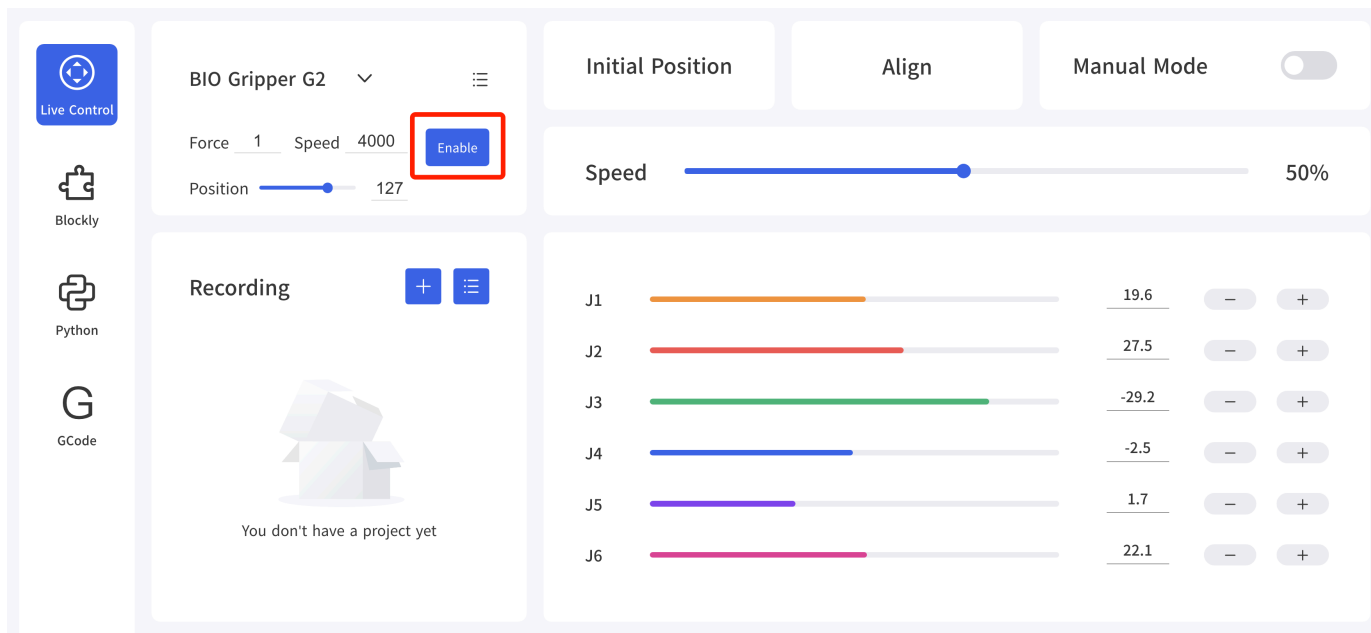 Live Control
Blockly
Python
G
GCode
BIO Gripper G2
Force 1 Speed 4000 Enable
Position 127
Recording
You don't have a project yet
Initial Position
Align
Manual Mode
Speed 50%
J1 19.6 − +
J2 27.5 − +
J3 -29.2 − +
J4 -2.5 − +
J5 1.7 − +
J6 22.1 − +